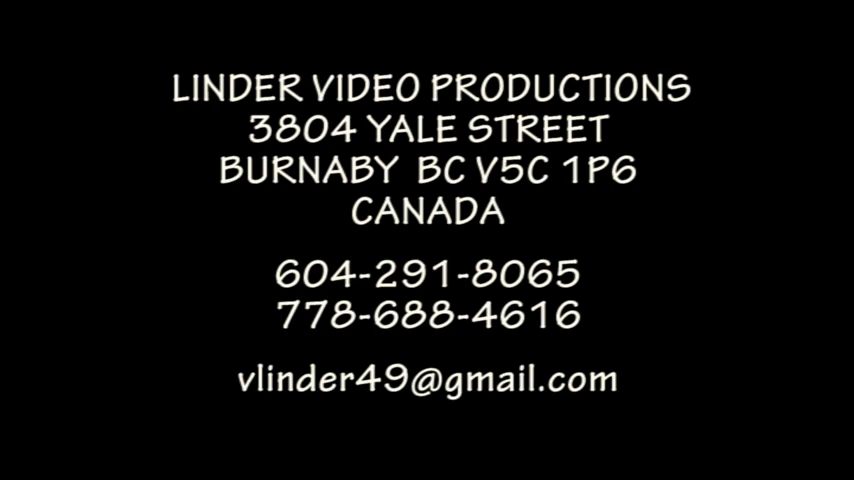 LINDER VIDEO PRODUCTIONS
3804 YALE STREET
BURNABY BC V5C 1P6
CANADA
604-291-8065
778-688-4616
vlinder49@gmail.com